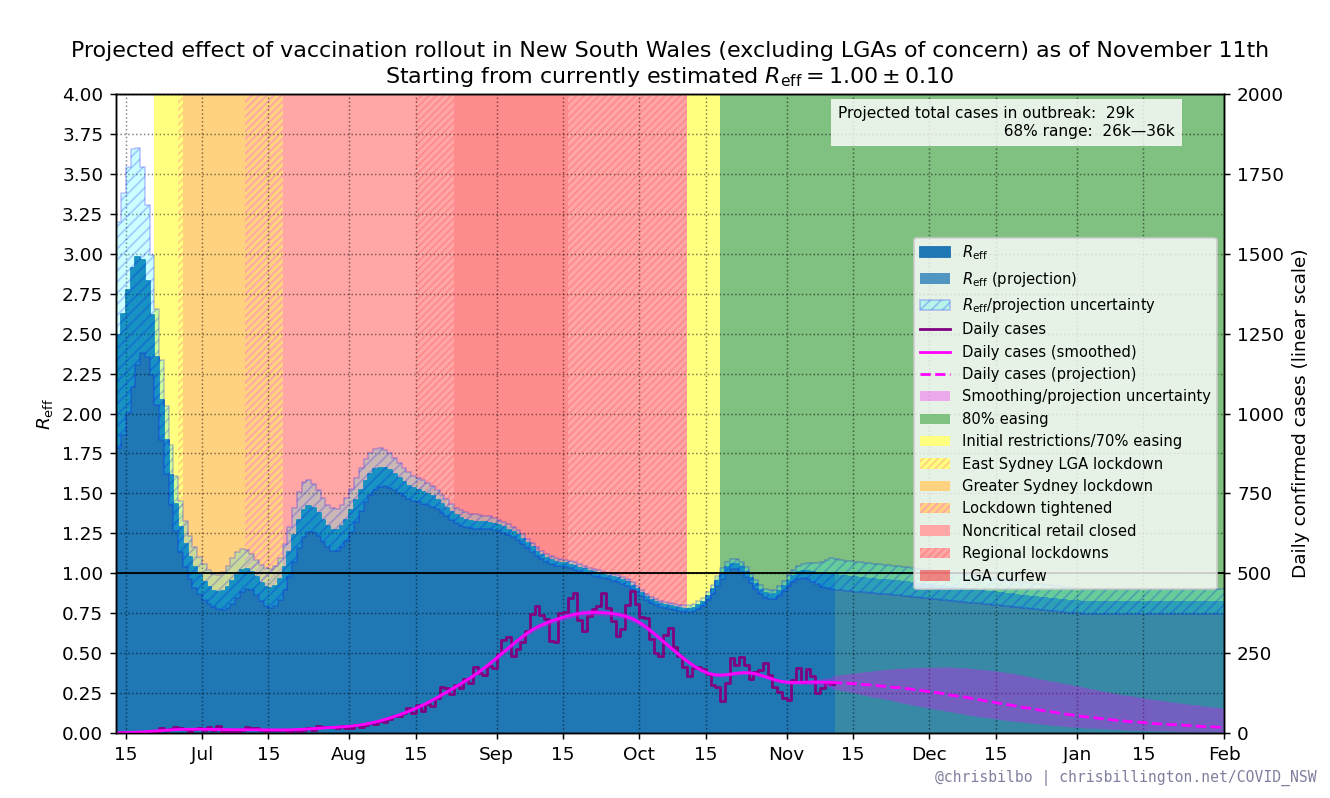 Projected effect of vaccination rollout in New South Wales (excluding LGAs of concern) as of November 11th
Starting from currently estimated R_eff = 1.00 ± 0.10
Projected total cases in outbreak: 29k
68% range: 26k—36k
4.00
3.75
3.50
3.25
3.00
2.75
2.50
2.25
2.00
1.75
1.50
1.25
1.00
0.75
0.50
0.25
0.00
R_eff
2000
1750
1500
1250
1000
750
500
250
0
Daily confirmed cases (linear scale)
R_eff
R_eff (projection)
R_eff/projection uncertainty
Daily cases
Daily cases (smoothed)
Daily cases (projection)
Smoothing/projection uncertainty
80% easing
Initial restrictions/70% easing
East Sydney LGA lockdown
Greater Sydney lockdown
Lockdown tightened
Noncritical retail closed
Regional lockdowns
LGA curfew
15 Jul 15 Aug 15 Sep 15 Oct 15 Nov 15 Dec 15 Jan 15 Feb
@chrisbilbo | chrisbillington.net/COVID_NSW